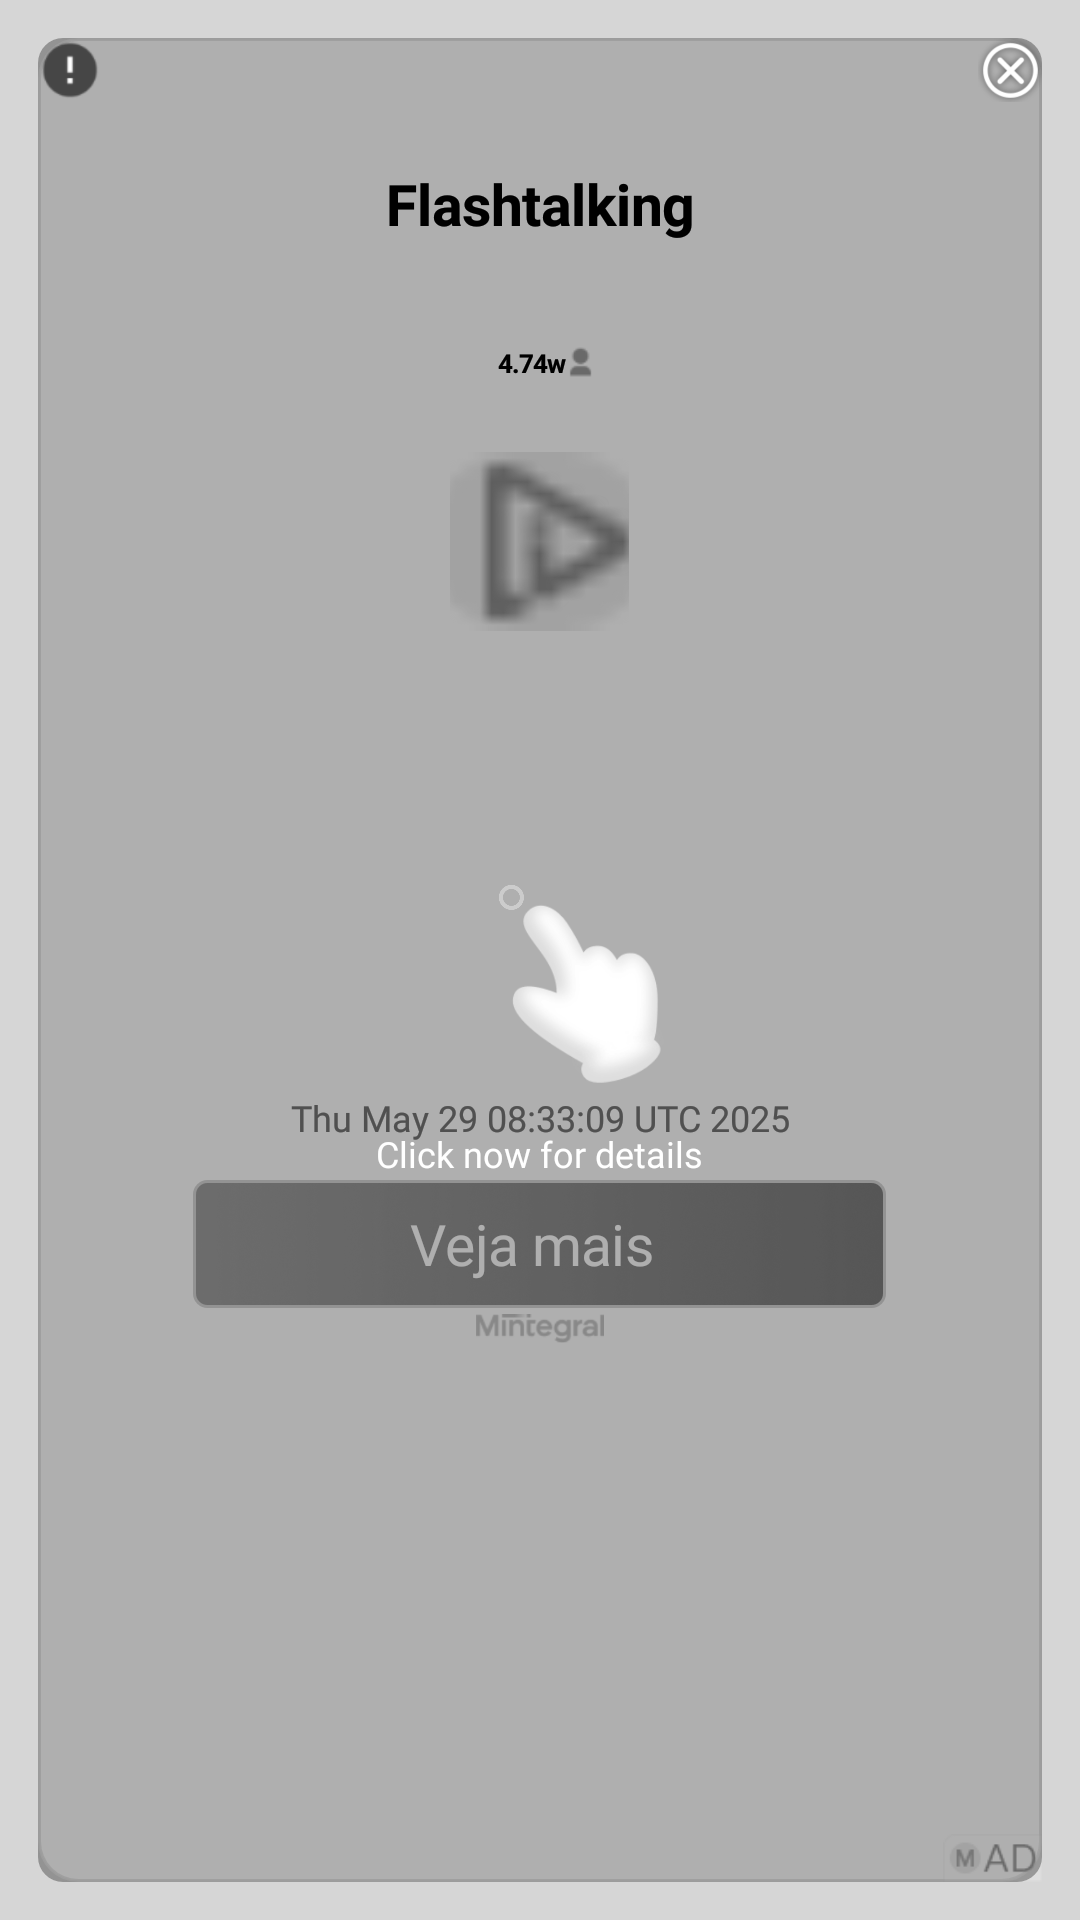 Flashtalking
4.74w
Thu May 29 08:33:09 UTC 2025
Click now for details
Veja mais
Mintegral
M AD